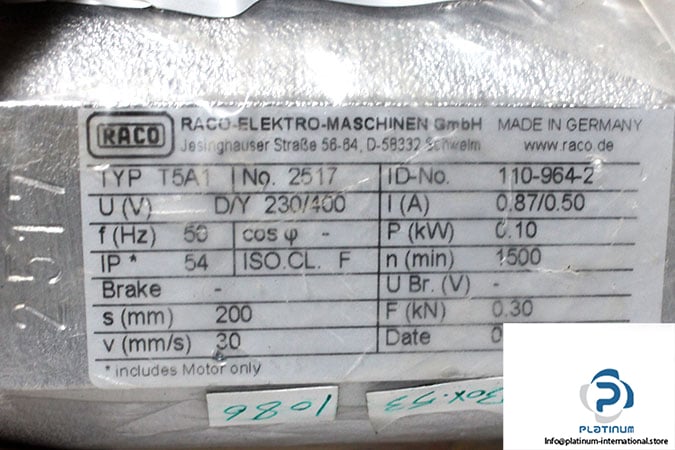 RACO
RACO-ELEKTRO-MASCHINEN GmbH MADE IN GERMANY
Jesinghauser Straße 56-64, D-58332 Schwelm www.raco.de
TYP T5A1 No. 2517 ID-No. 110-964-2
U (V) D/Y 230/400 I (A) 0.87/0.50
f (Hz) 50 cos φ - P (kW) 0.10
IP * 54 ISO.CL. F n (min) 1500
Brake - U Br. (V) -
s (mm) 200 F (kN) 0.30
v (mm/s) 30 Date
* includes Motor only
2517
1086
PLATINUM
Info@platinum-international.store